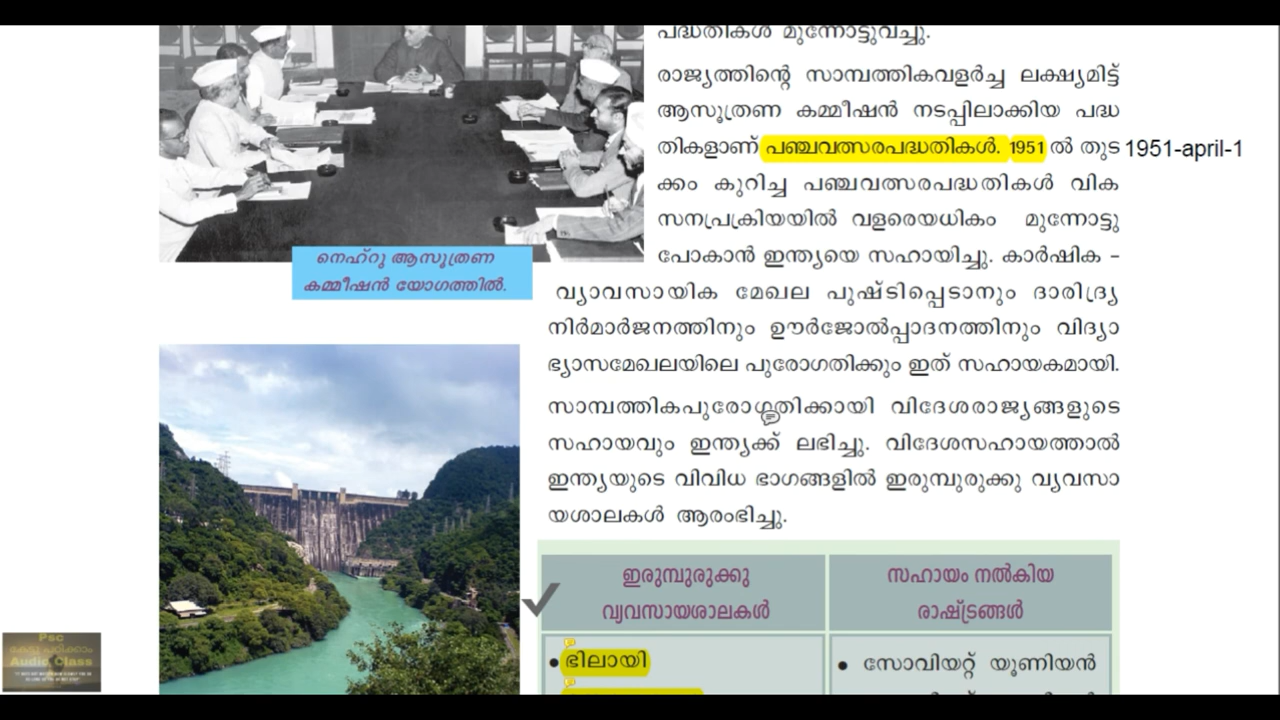 പദ്ധതികൾ മുന്നോട്ടുവച്ചു.
രാജ്യത്തിന്റെ സാമ്പത്തികവളർച്ച ലക്ഷ്യമിട്ട്
ആസൂത്രണ കമ്മീഷൻ നടപ്പിലാക്കിയ പദ്ധ
തികളാണ് പഞ്ചവത്സരപദ്ധതികൾ. 1951 ൽ തുട 1951-april-1
ക്കം കുറിച്ച പഞ്ചവത്സരപദ്ധതികൾ വിക
സനപ്രക്രിയയിൽ വളരെയധികം മുന്നോട്ടു
പോകാൻ ഇന്ത്യയെ സഹായിച്ചു. കാർഷിക –
വ്യാവസായിക മേഖല പുഷ്ടിപ്പെടാനും ദാരിദ്ര്യ
നിർമാർജനത്തിനും ഊർജോൽപ്പാദനത്തിനും വിദ്യാ
ഭ്യാസമേഖലയിലെ പുരോഗതിക്കും ഇത് സഹായകമായി.
സാമ്പത്തികപുരോഗതിക്കായി വിദേശരാജ്യങ്ങളുടെ
സഹായവും ഇന്ത്യക്ക് ലഭിച്ചു. വിദേശസഹായത്താൽ
ഇന്ത്യയുടെ വിവിധ ഭാഗങ്ങളിൽ ഇരുമ്പുരുക്കു വ്യവസാ
യശാലകൾ ആരംഭിച്ചു.
നെഹ്റു ആസൂത്രണ
കമ്മീഷൻ യോഗത്തിൽ.
ഇരുമ്പുരുക്കു
വ്യവസായശാലകൾ
സഹായം നൽകിയ
രാഷ്ട്രങ്ങൾ
• ഭിലായി
• സോവിയറ്റ് യൂണിയൻ
Psc
കേട്ടു പഠിക്കാം
Audio Class